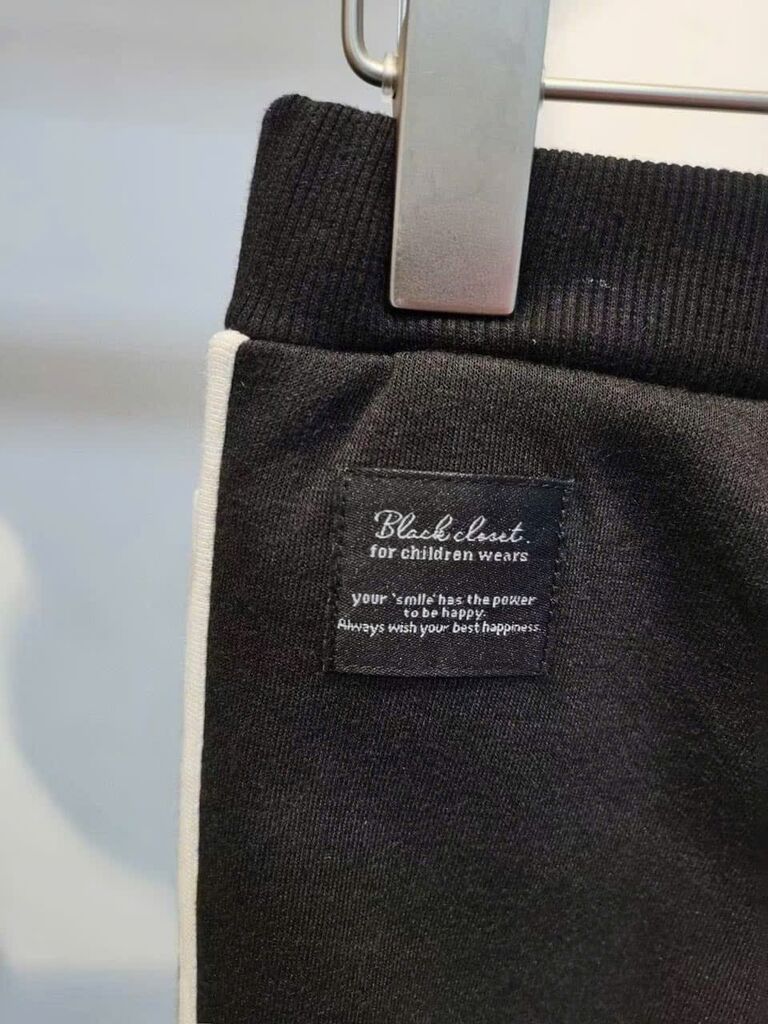 Black closet.
for children wears
your 'smile' has the power
to be happy.
Always wish your best happiness.